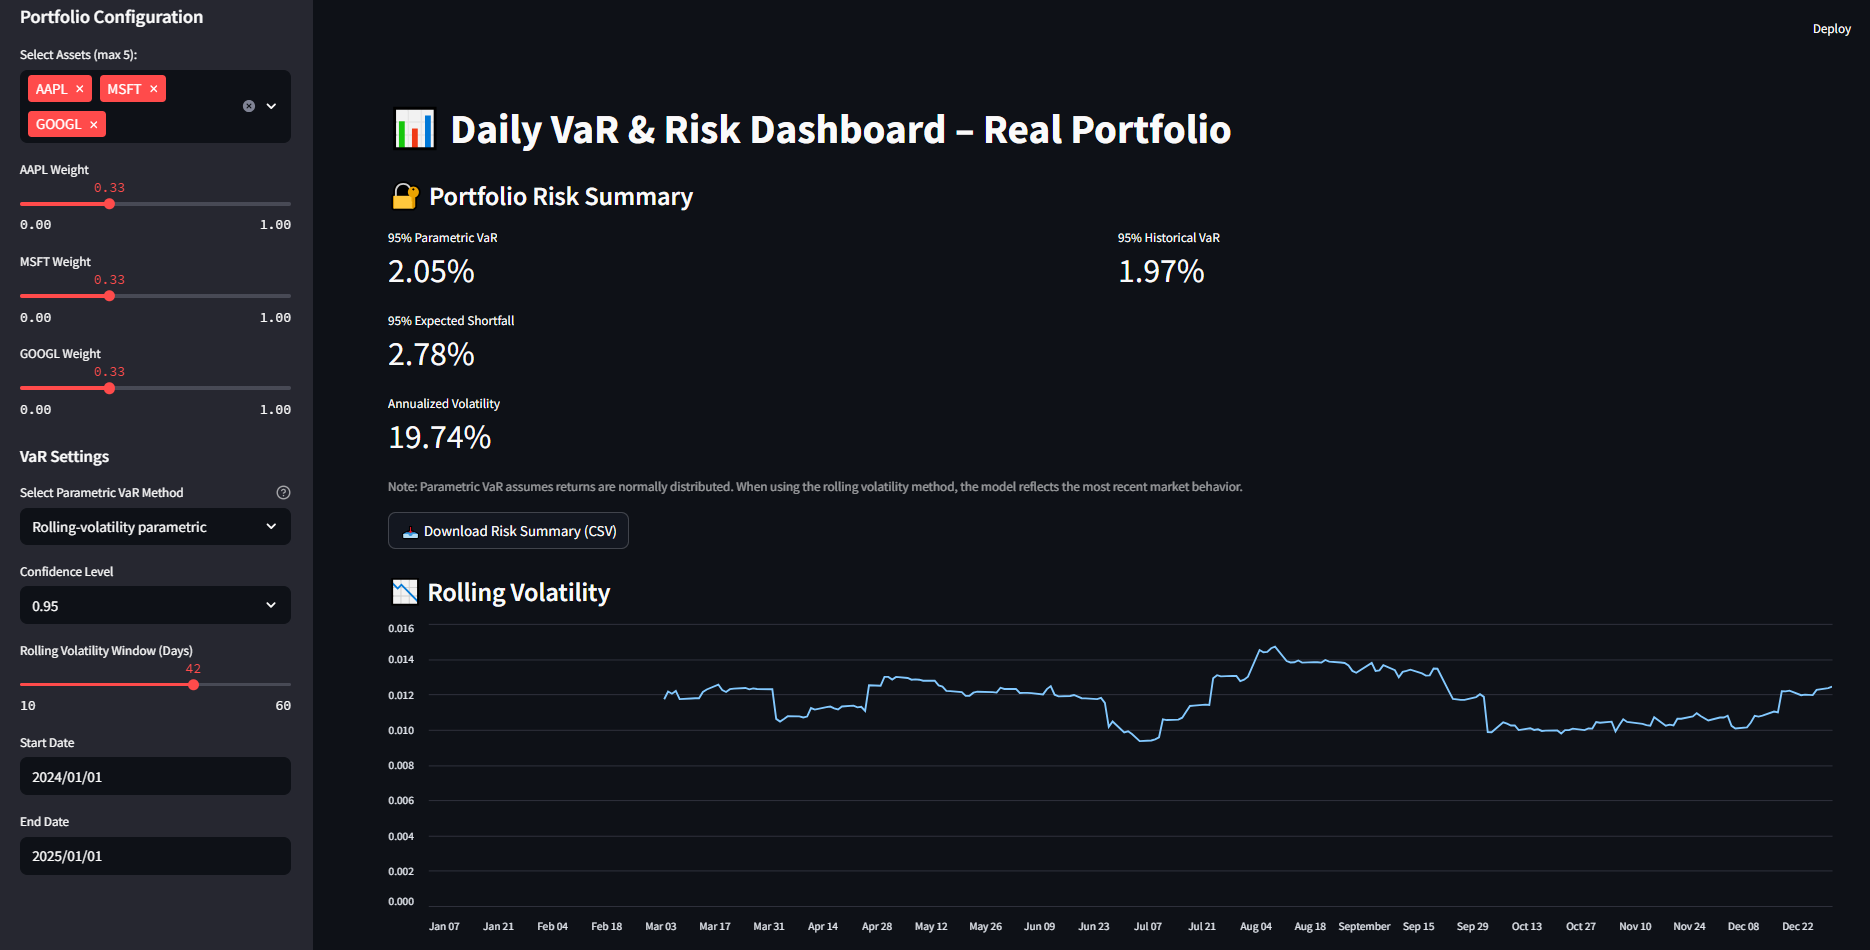 Portfolio Configuration
Select Assets (max 5):
AAPL × MSFT ×
GOOGL ×
AAPL Weight
0.33
0.00 1.00
MSFT Weight
0.33
0.00 1.00
GOOGL Weight
0.33
0.00 1.00
VaR Settings
Select Parametric VaR Method
Rolling-volatility parametric
Confidence Level
0.95
Rolling Volatility Window (Days)
42
10 60
Start Date
2024/01/01
End Date
2025/01/01
Deploy
Daily VaR & Risk Dashboard – Real Portfolio
Portfolio Risk Summary
95% Parametric VaR 95% Historical VaR
2.05% 1.97%
95% Expected Shortfall
2.78%
Annualized Volatility
19.74%
Note: Parametric VaR assumes returns are normally distributed. When using the rolling volatility method, the model reflects the most recent market behavior.
Download Risk Summary (CSV)
Rolling Volatility
0.016
0.014
0.012
0.010
0.008
0.006
0.004
0.002
0.000
Jan 07 Jan 21 Feb 04 Feb 18 Mar 03 Mar 17 Mar 31 Apr 14 Apr 28 May 12 May 26 Jun 09 Jun 23 Jul 07 Jul 21 Aug 04 Aug 18 September Sep 15 Sep 29 Oct 13 Oct 27 Nov 10 Nov 24 Dec 08 Dec 22